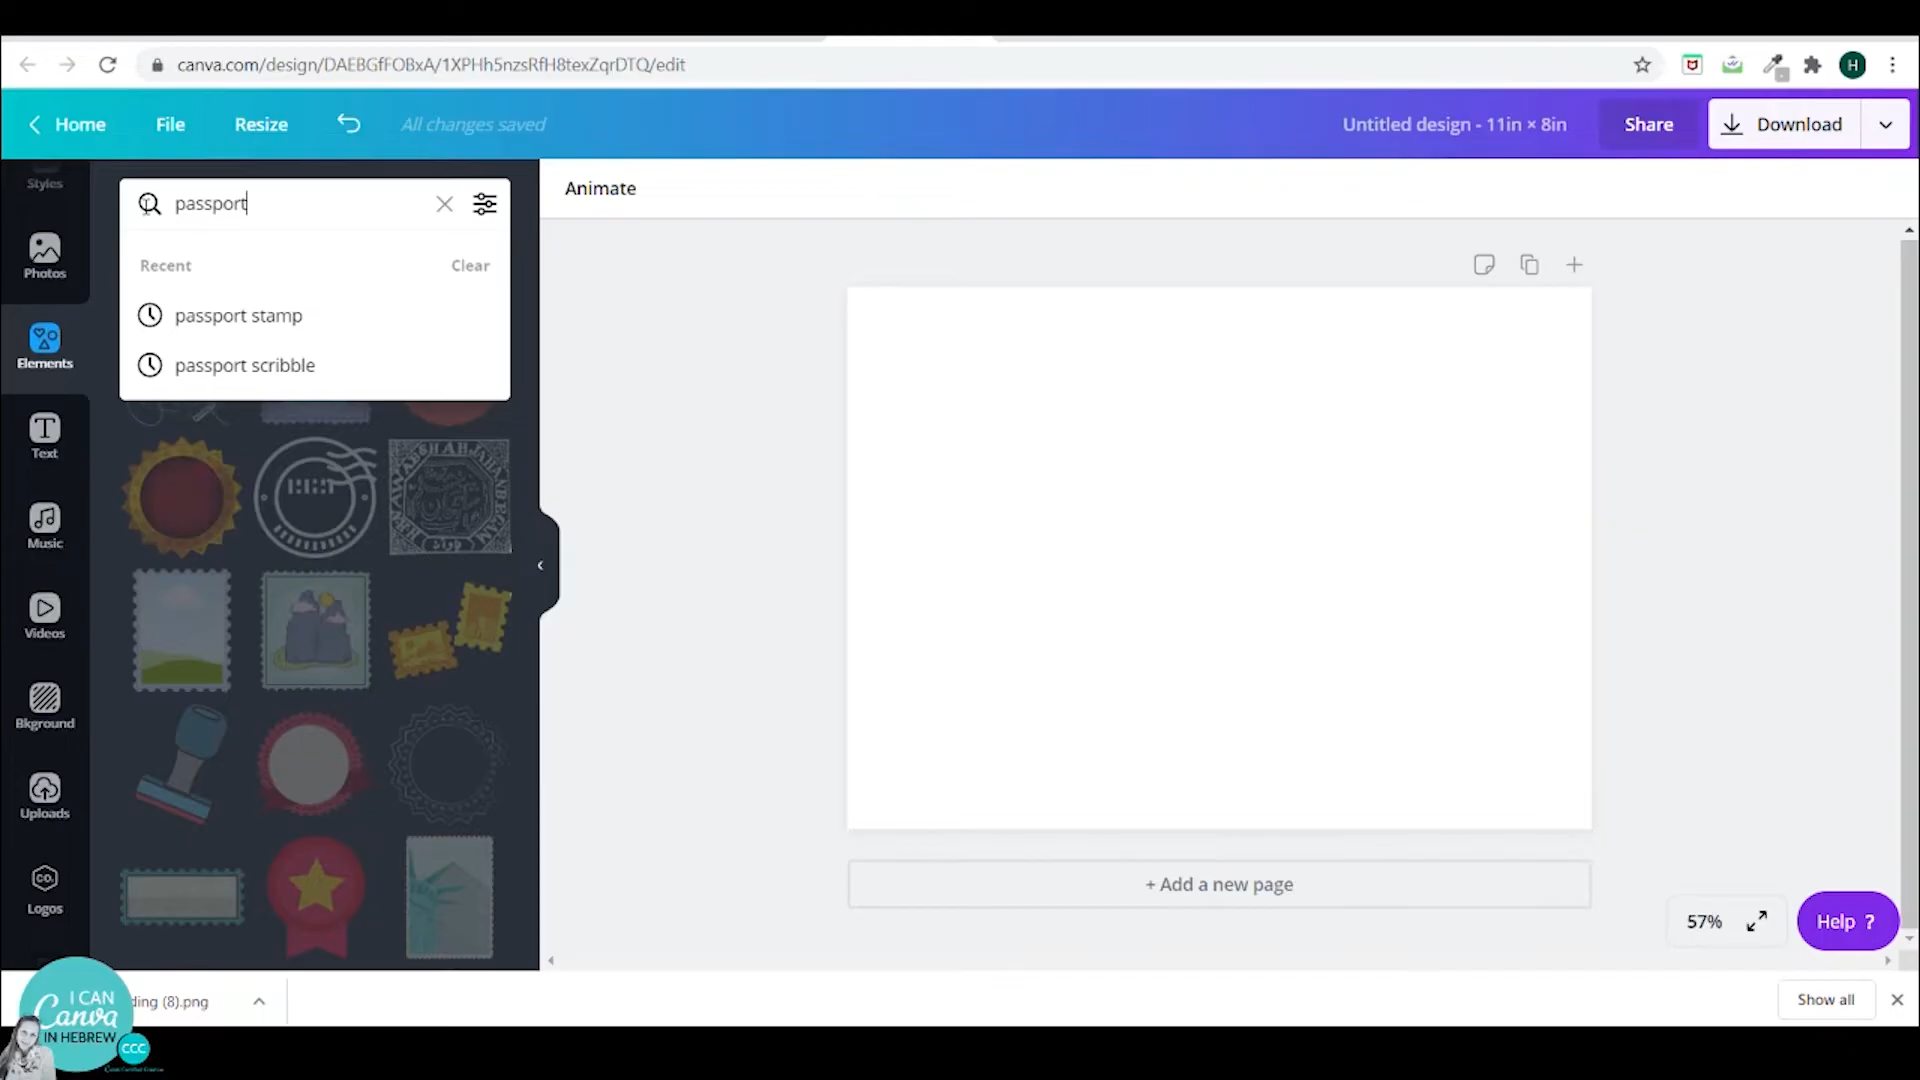 canva.com/design/DAEBGfFOBxA/1XPHh5nzsRfH8texZqrDTQ/edit
H
Home
File
Resize
All changes saved
Untitled design - 11in × 8in
Share
Download
Styles
Photos
Elements
Text
Music
Videos
Bkground
Uploads
Logos
passport
Recent
Clear
passport stamp
passport scribble
Animate
+ Add a new page
57%
Help ?
ding (8).png
Show all
I CAN
Canva
IN HEBREW
CCC